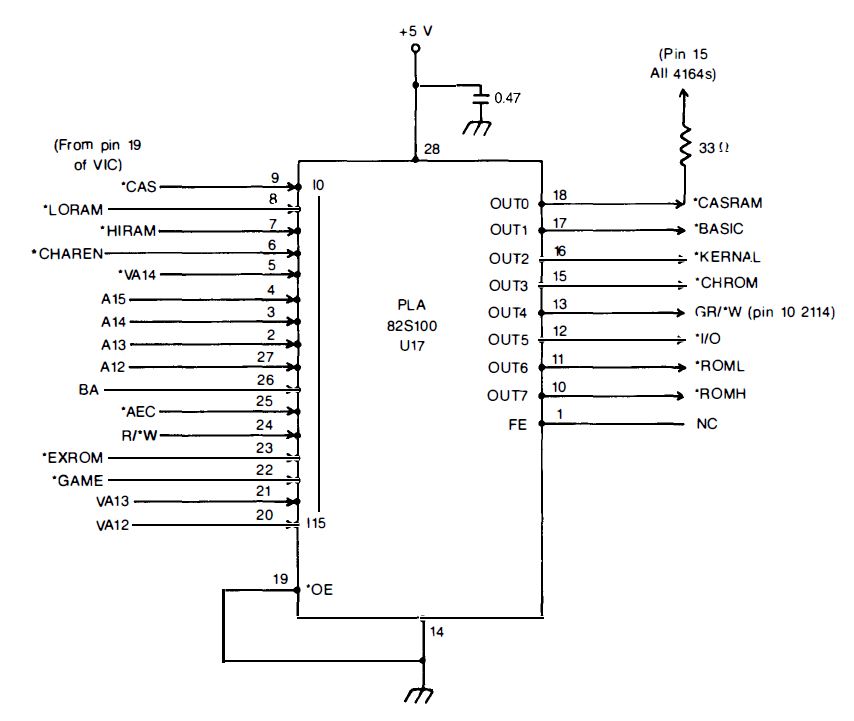 +5 V
0.47
28
(Pin 15
All 4164s)
33 Ω
(From pin 19
of VIC)
*CAS 9 I0
*LORAM 8
*HIRAM 7
*CHAREN 6
*VA14 5
A15 4
A14 3
A13 2
A12 27
BA 26
*AEC 25
R/*W 24
*EXROM 23
*GAME 22
VA13 21
VA12 20 I15
19 *OE
PLA
82S100
U17
OUT0 18 *CASRAM
OUT1 17 *BASIC
OUT2 16 *KERNAL
OUT3 15 *CHROM
OUT4 13 GR/*W (pin 10 2114)
OUT5 12 *I/O
OUT6 11 *ROML
OUT7 10 *ROMH
FE 1 NC
14